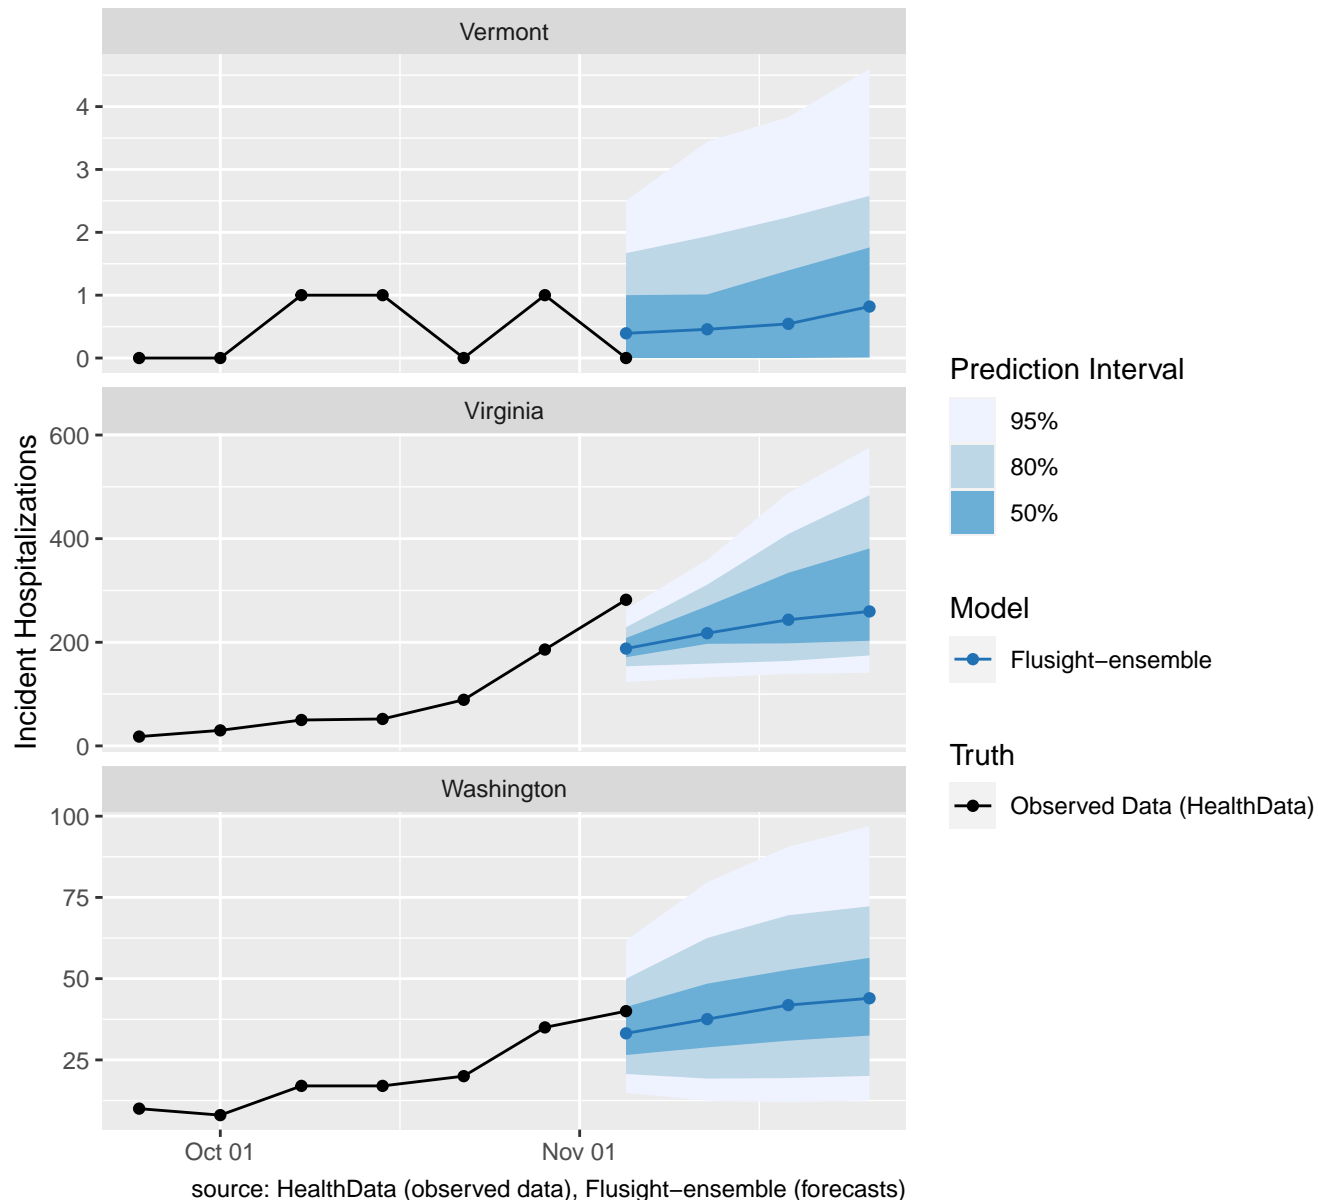 Vermont
4
3
2
1
0
Virginia
600
400
200
0
Washington
100
75
50
25
Oct 01
Nov 01
Incident Hospitalizations
source: HealthData (observed data), Flusight−ensemble (forecasts)
Prediction Interval
95%
80%
50%
Model
Flusight−ensemble
Truth
Observed Data (HealthData)